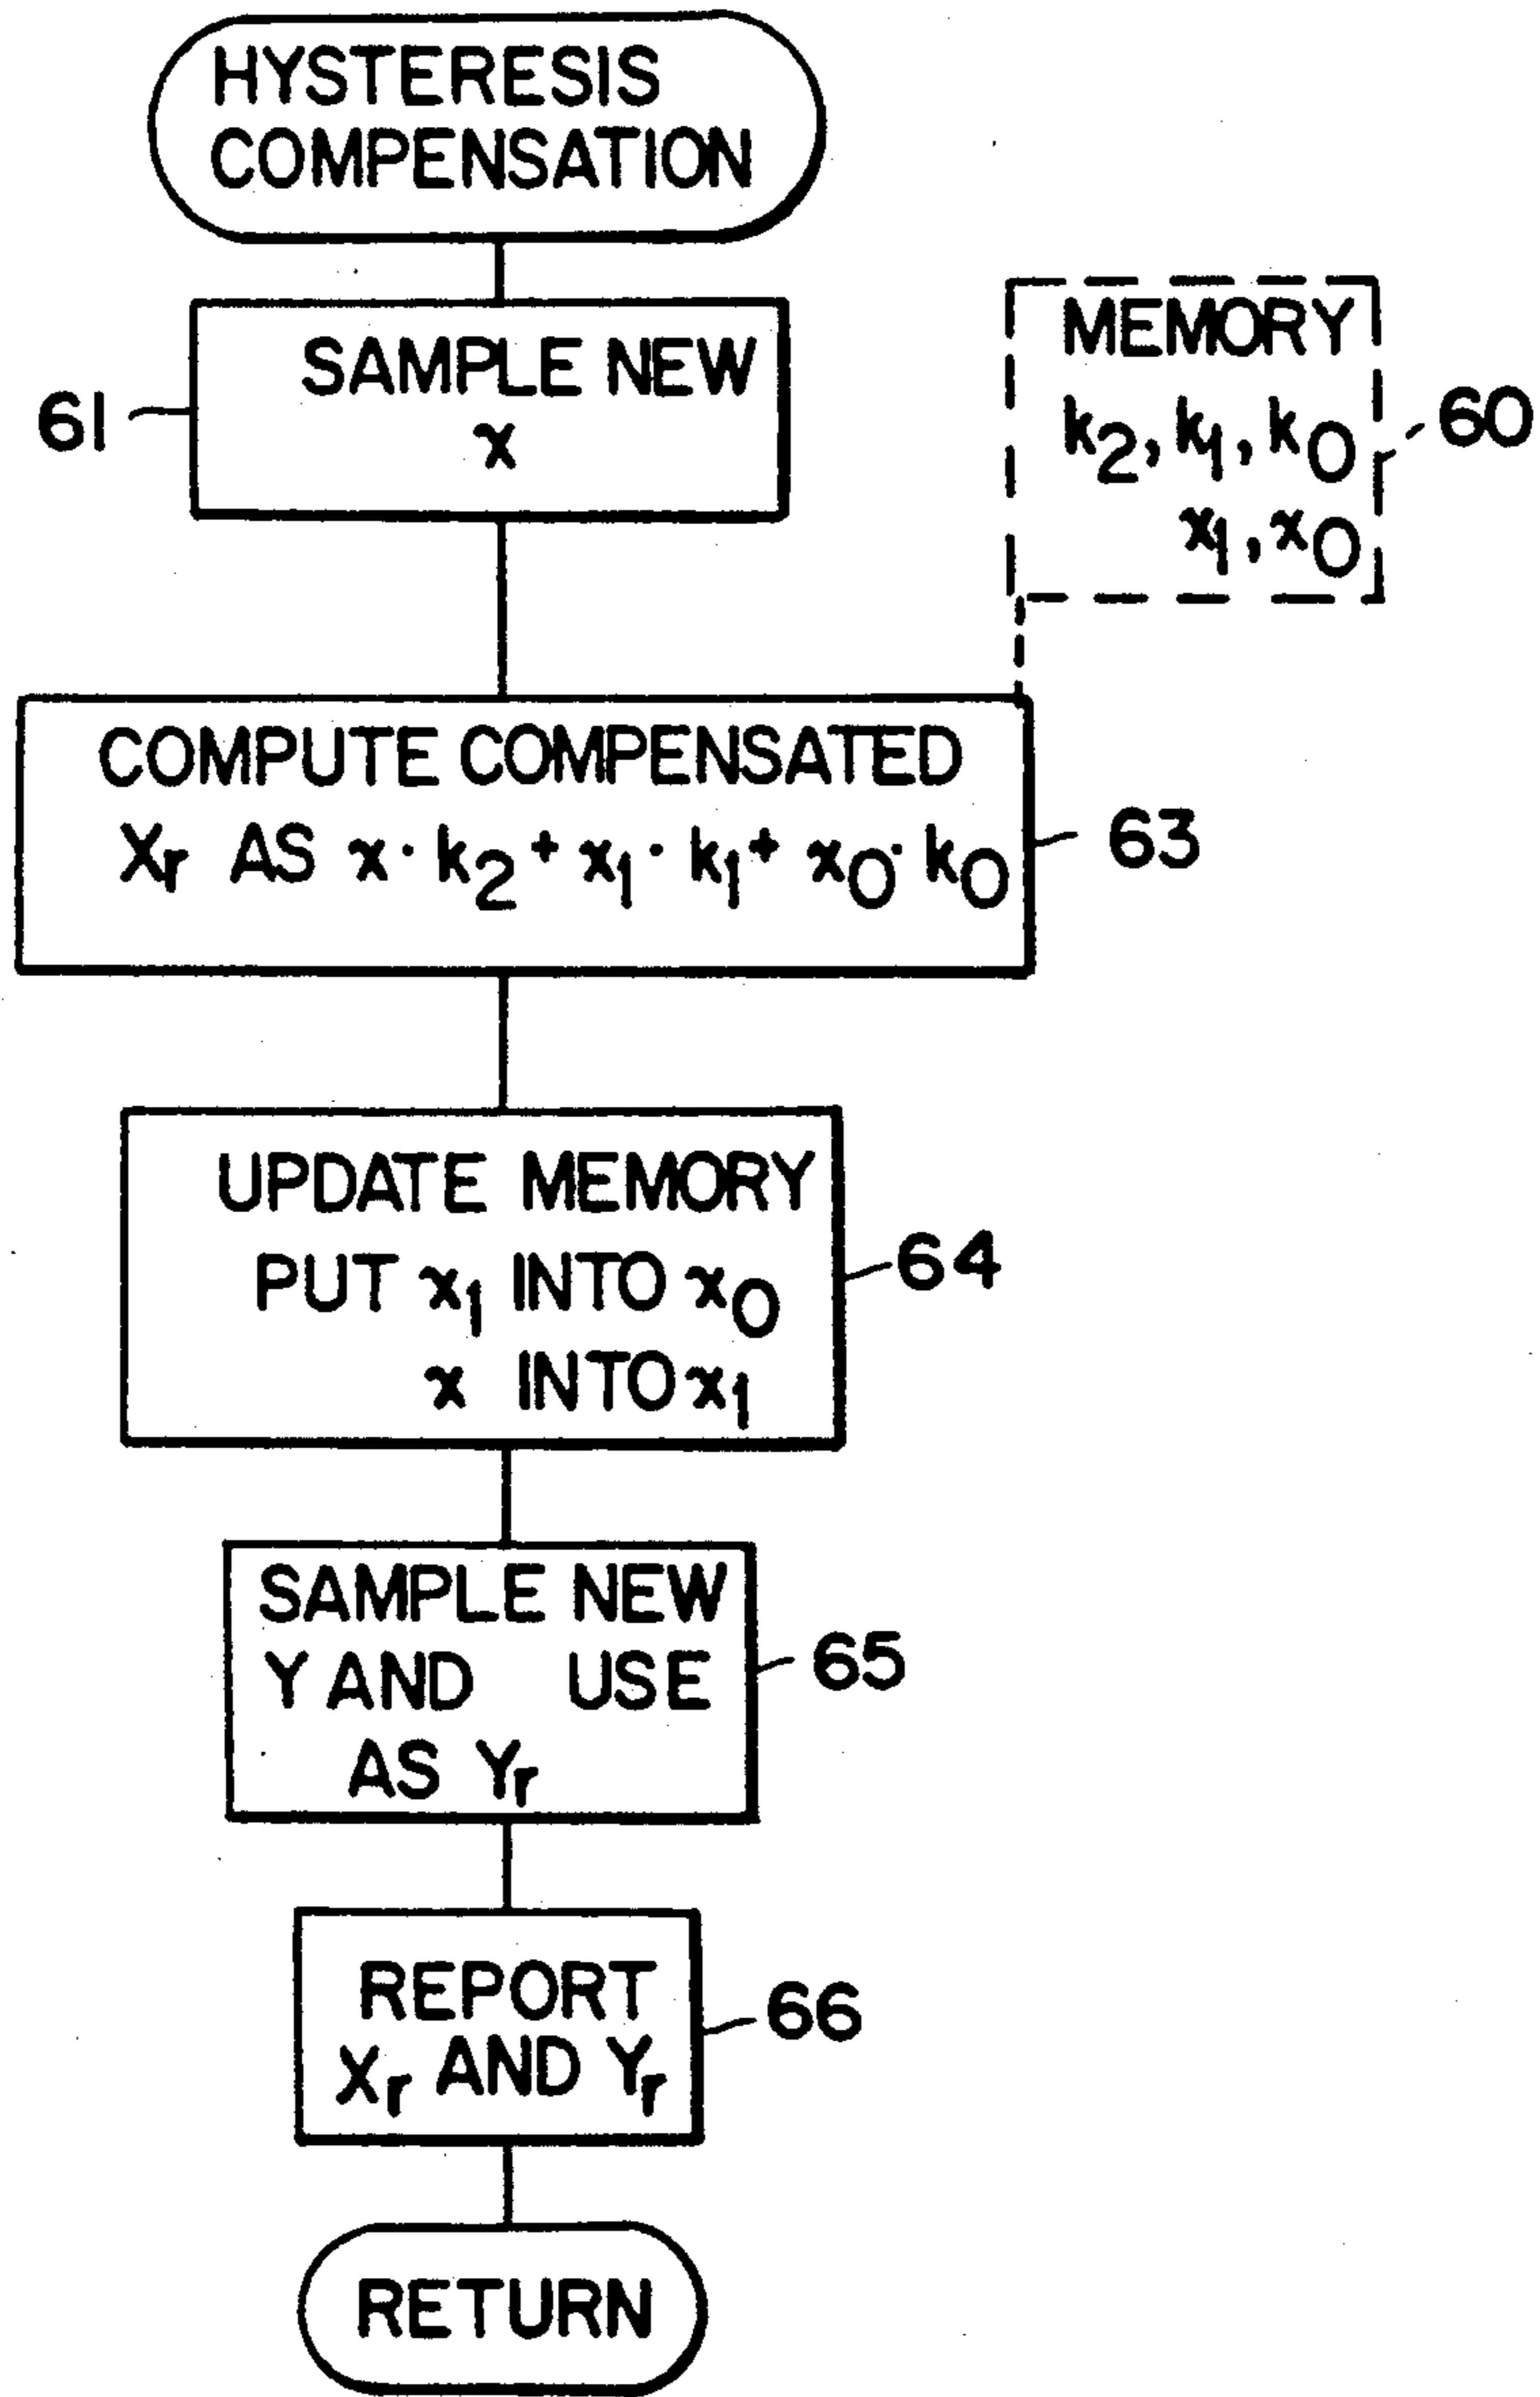 HYSTERESIS
COMPENSATION
SAMPLE NEW
x
61
MEMORY
k₂, k₁, k₀
x₁, x₀
60
COMPUTE COMPENSATED
Xr AS x · k₂ + x₁ · k₁ + x₀ · k₀
63
UPDATE MEMORY
PUT x₁ INTO x₀
x INTO x₁
64
SAMPLE NEW
Y AND USE
AS Yr
65
REPORT
Xr AND Yr
66
RETURN